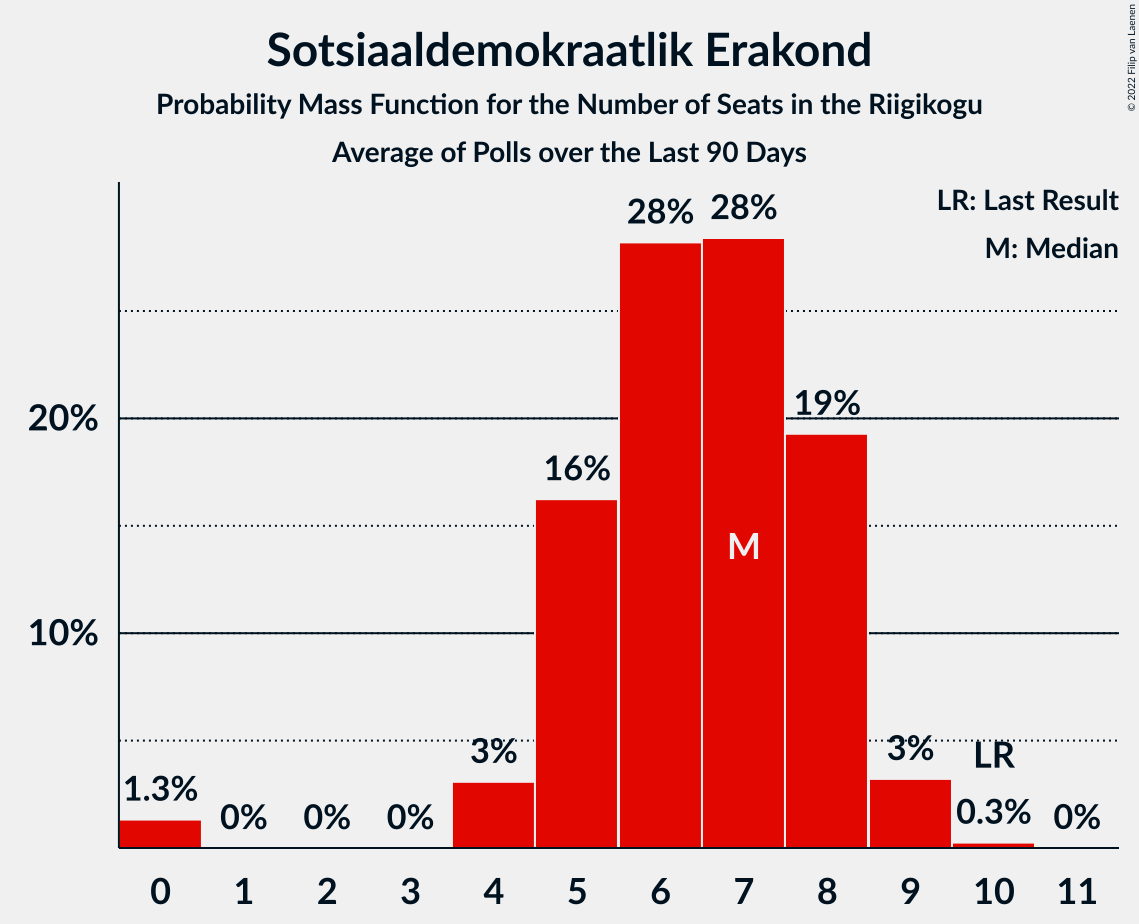 Sotsiaaldemokraatlik Erakond
Probability Mass Function for the Number of Seats in the Riigikogu
Average of Polls over the Last 90 Days
© 2022 Filip van Laenen
LR: Last Result
M: Median
28%
28%
20%
19%
16%
M
10%
3%
3%
LR
1.3%
0%
0%
0%
0.3%
0%
0 1 2 3 4 5 6 7 8 9 10 11